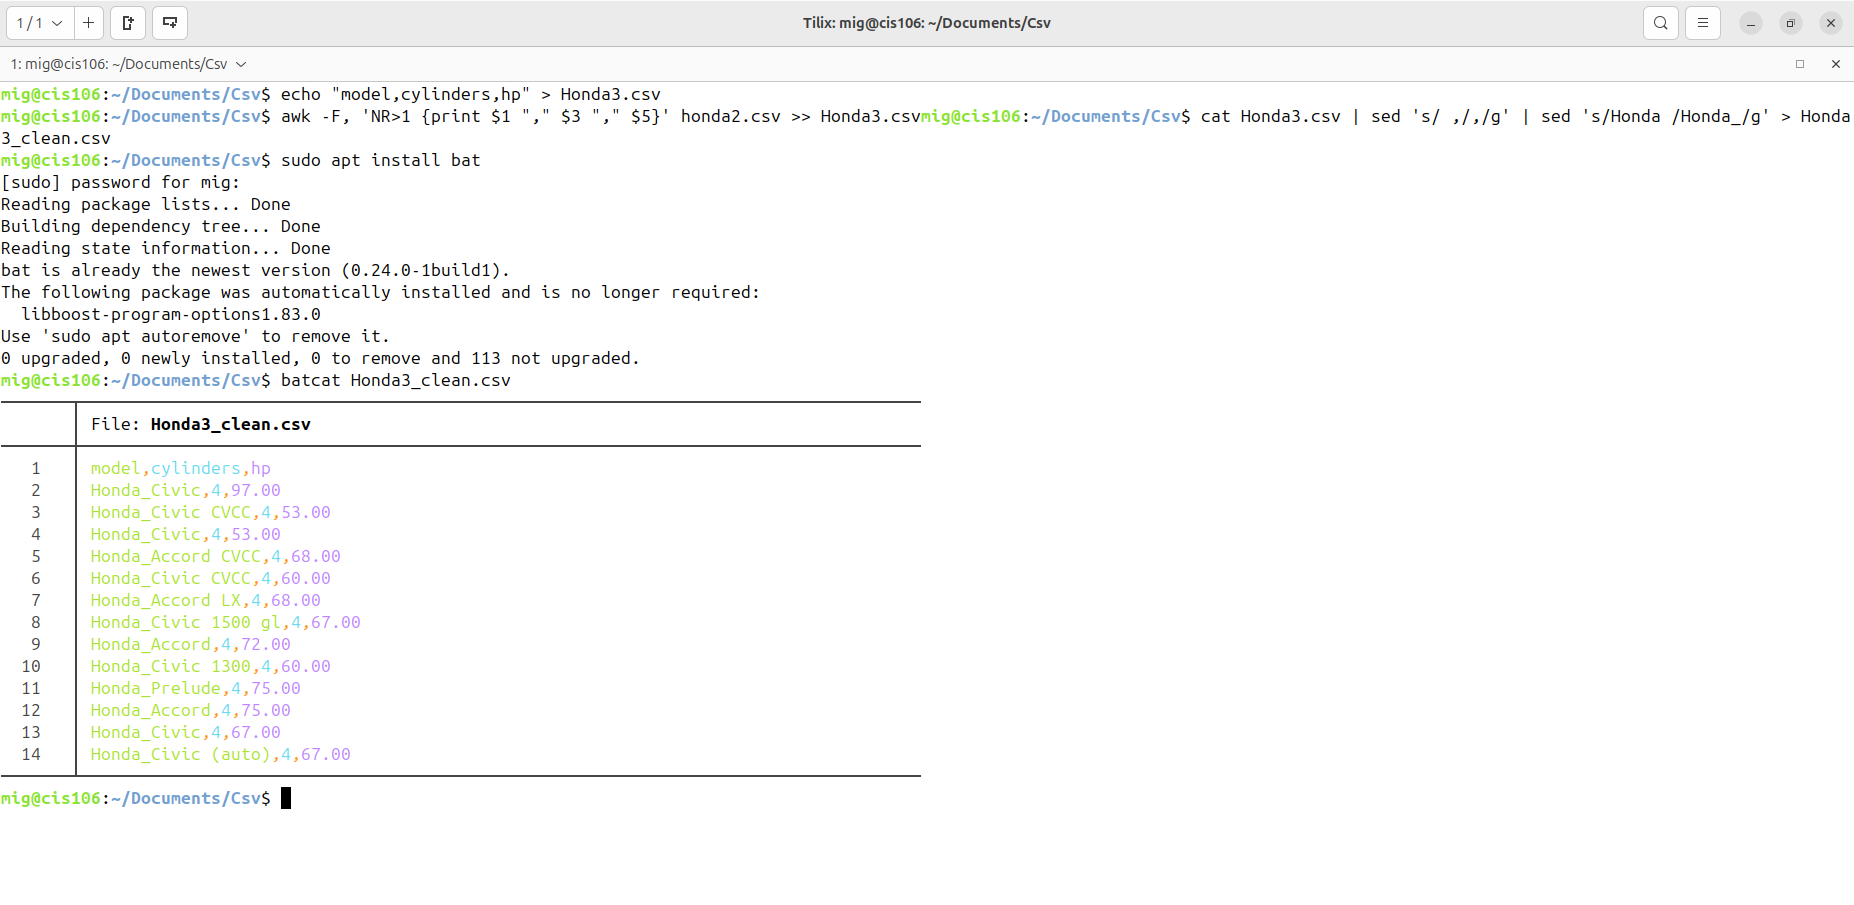 1 / 1
Tilix: mig@cis106: ~/Documents/Csv
1: mig@cis106: ~/Documents/Csv
mig@cis106:~/Documents/Csv$ echo "model,cylinders,hp" > Honda3.csv
mig@cis106:~/Documents/Csv$ awk -F, 'NR>1 {print $1 "," $3 "," $5}' honda2.csv >> Honda3.csvmig@cis106:~/Documents/Csv$ cat Honda3.csv | sed 's/ ,/,/g' | sed 's/Honda /Honda_/g' > Honda
3_clean.csv
mig@cis106:~/Documents/Csv$ sudo apt install bat
[sudo] password for mig:
Reading package lists... Done
Building dependency tree... Done
Reading state information... Done
bat is already the newest version (0.24.0-1build1).
The following package was automatically installed and is no longer required:
  libboost-program-options1.83.0
Use 'sudo apt autoremove' to remove it.
0 upgraded, 0 newly installed, 0 to remove and 113 not upgraded.
mig@cis106:~/Documents/Csv$ batcat Honda3_clean.csv
File: Honda3_clean.csv
1 model,cylinders,hp
2 Honda_Civic,4,97.00
3 Honda_Civic CVCC,4,53.00
4 Honda_Civic,4,53.00
5 Honda_Accord CVCC,4,68.00
6 Honda_Civic CVCC,4,60.00
7 Honda_Accord LX,4,68.00
8 Honda_Civic 1500 gl,4,67.00
9 Honda_Accord,4,72.00
10 Honda_Civic 1300,4,60.00
11 Honda_Prelude,4,75.00
12 Honda_Accord,4,75.00
13 Honda_Civic,4,67.00
14 Honda_Civic (auto),4,67.00
mig@cis106:~/Documents/Csv$